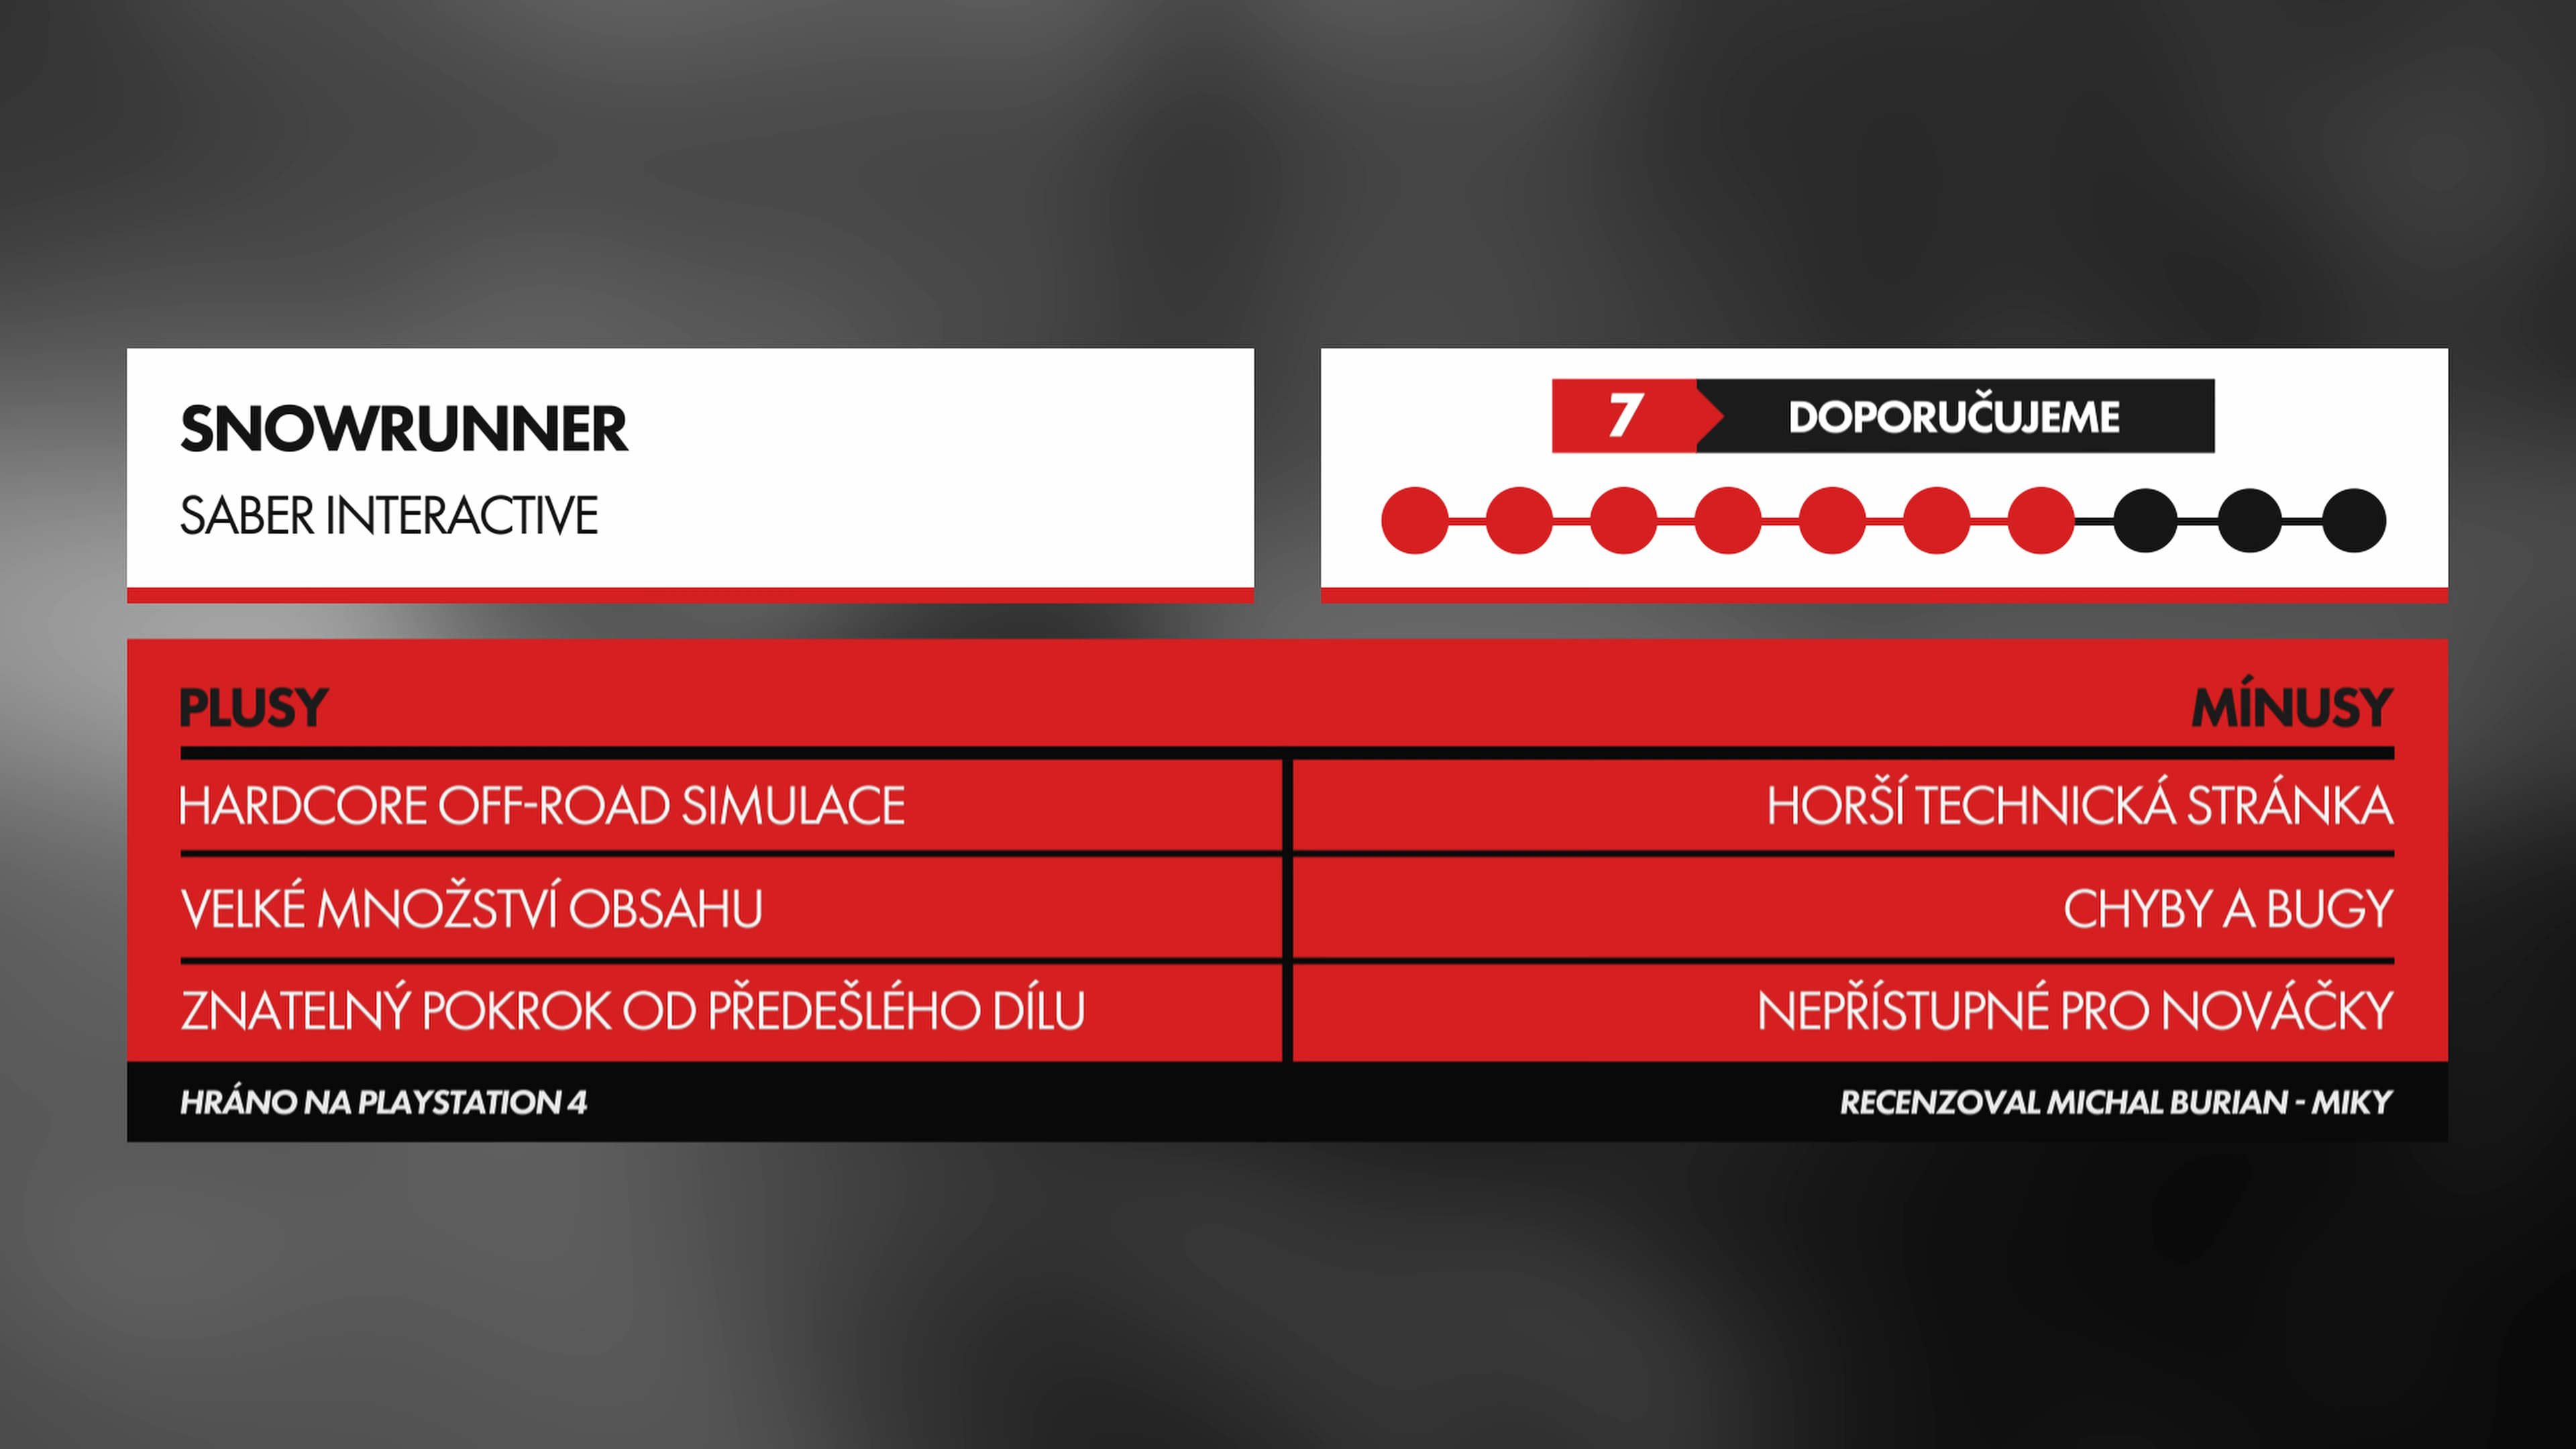 SNOWRUNNER
SABER INTERACTIVE
7 DOPORUČUJEME
PLUSY
MÍNUSY
HARDCORE OFF-ROAD SIMULACE
HORŠÍ TECHNICKÁ STRÁNKA
VELKÉ MNOŽSTVÍ OBSAHU
CHYBY A BUGY
ZNATELNÝ POKROK OD PŘEDEŠLÉHO DÍLU
NEPŘÍSTUPNÉ PRO NOVÁČKY
HRÁNO NA PLAYSTATION 4
RECENZOVAL MICHAL BURIAN - MIKY